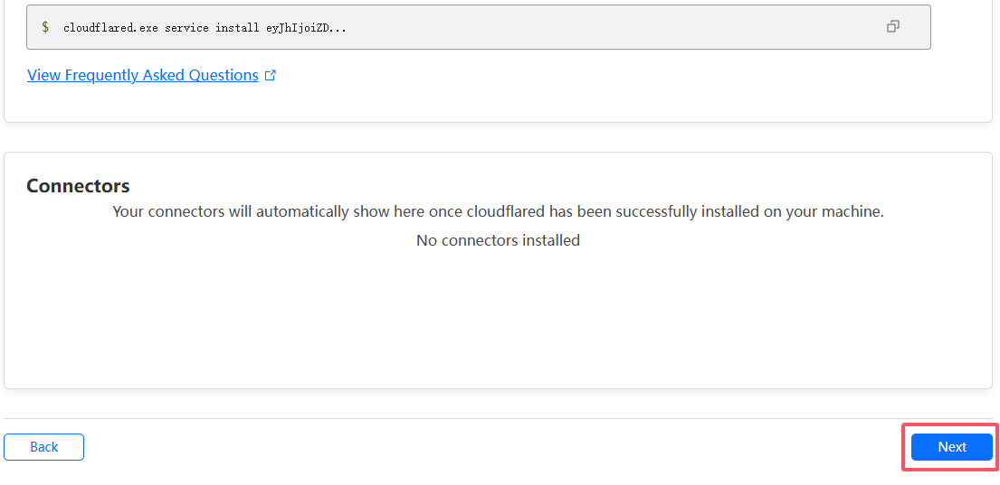 $ cloudflared.exe service install eyJhIjoiZD...
View Frequently Asked Questions
Connectors
Your connectors will automatically show here once cloudflared has been successfully installed on your machine.
No connectors installed
Back
Next